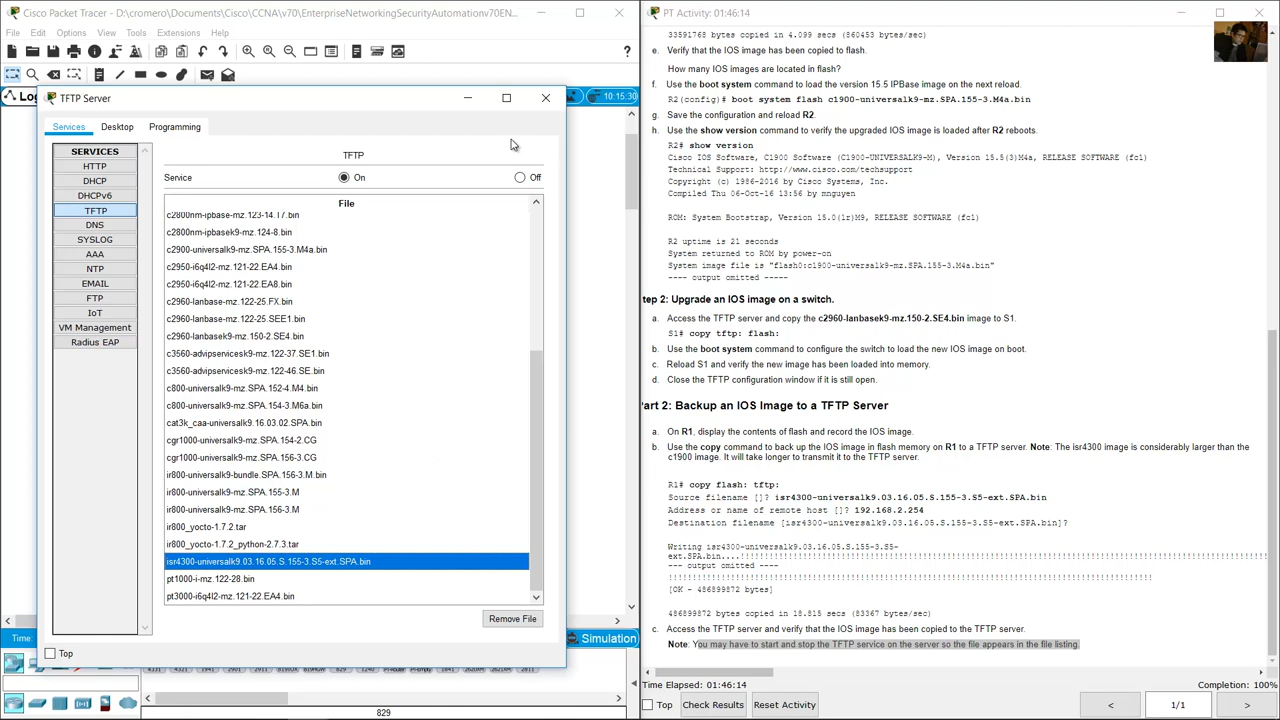 Cisco Packet Tracer - C:\Users\cromero\Documents\Cisco\CCNA\v70\EnterpriseNetworkingSecurityAutomationv70EN...
File Edit Options View Tools Extensions Help
Log
10:15:30
TFTP Server
Services Desktop Programming
SERVICES
HTTP
DHCP
DHCPv6
TFTP
DNS
SYSLOG
AAA
NTP
EMAIL
FTP
IoT
VM Management
Radius EAP
TFTP
Service On Off
File
c2800nm-ipbase-mz.123-14.T7.bin
c2800nm-ipbasek9-mz.124-8.bin
c2900-universalk9-mz.SPA.155-3.M4a.bin
c2950-i6q4l2-mz.121-22.EA4.bin
c2950-i6q4l2-mz.121-22.EA8.bin
c2960-lanbase-mz.122-25.FX.bin
c2960-lanbase-mz.122-25.SEE1.bin
c2960-lanbasek9-mz.150-2.SE4.bin
c3560-advipservicesk9-mz.122-37.SE1.bin
c3560-advipservicesk9-mz.122-46.SE.bin
c800-universalk9-mz.SPA.152-4.M4.bin
c800-universalk9-mz.SPA.154-3.M6a.bin
cat3k_caa-universalk9.16.03.02.SPA.bin
cgr1000-universalk9-mz.SPA.154-2.CG
cgr1000-universalk9-mz.SPA.156-3.CG
ir800-universalk9-bundle.SPA.156-3.M.bin
ir800-universalk9-mz.SPA.155-3.M
ir800-universalk9-mz.SPA.156-3.M
ir800_yocto-1.7.2.tar
ir800_yocto-1.7.2_python-2.7.3.tar
isr4300-universalk9.03.16.05.S.155-3.S5-ext.SPA.bin
pt1000-i-mz.122-28.bin
pt3000-i6q4l2-mz.121-22.EA4.bin
Remove File
Top
Time:
Simulation
829
PT Activity: 01:46:14
33591768 bytes copied in 4.099 secs (860453 bytes/sec)
e. Verify that the IOS image has been copied to flash.
How many IOS images are located in flash?
f. Use the boot system command to load the version 15.5 IPBase image on the next reload.
R2(config)# boot system flash c1900-universalk9-mz.SPA.155-3.M4a.bin
g. Save the configuration and reload R2.
h. Use the show version command to verify the upgraded IOS image is loaded after R2 reboots.
R2# show version
Cisco IOS Software, C1900 Software (C1900-UNIVERSALK9-M), Version 15.5(3)M4a, RELEASE SOFTWARE (fc1)
Technical Support: http://www.cisco.com/techsupport
Copyright (c) 1986-2016 by Cisco Systems, Inc.
Compiled Thu 06-Oct-16 13:56 by mnguyen
ROM: System Bootstrap, Version 15.0(1r)M9, RELEASE SOFTWARE (fc1)
R2 uptime is 21 seconds
System returned to ROM by power-on
System image file is "flash0:c1900-universalk9-mz.SPA.155-3.M4a.bin"
---- output omitted -----
tep 2: Upgrade an IOS image on a switch.
a. Access the TFTP server and copy the c2960-lanbasek9-mz.150-2.SE4.bin image to S1.
S1# copy tftp: flash:
b. Use the boot system command to configure the switch to load the new IOS image on boot.
c. Reload S1 and verify the new image has been loaded into memory.
d. Close the TFTP configuration window if it is still open.
art 2: Backup an IOS Image to a TFTP Server
a. On R1, display the contents of flash and record the IOS image.
b. Use the copy command to back up the IOS image in flash memory on R1 to a TFTP server. Note: The isr4300 image is considerably larger than the
c1900 image. It will take longer to transmit it to the TFTP server.
R1# copy flash: tftp:
Source filename []? isr4300-universalk9.03.16.05.S.155-3.S5-ext.SPA.bin
Address or name of remote host []? 192.168.2.254
Destination filename [isr4300-universalk9.03.16.05.S.155-3.S5-ext.SPA.bin]?
Writing isr4300-universalk9.03.16.05.S.155-3.S5-
ext.SPA.bin....!!!!!!!!!!!!!!!!!!!!!!!!!!!!!!!!!!!!!!!!!!!!!!!!!!!!!!!!!!!!!!!!!!!!!!!!!!!!!!!!!!!!!!!!
--- output omitted ----
!!!!!!!!!!!!!!!!!!!!!!!!!!!!!!!!!!!!!!!!!!!!!!!!!!!!!!!!!!!!!!!!!!!!!!!!!!!!!!!!
[OK - 486899872 bytes]
486899872 bytes copied in 18.815 secs (83367 bytes/sec)
c. Access the TFTP server and verify that the IOS image has been copied to the TFTP server.
Note: You may have to start and stop the TFTP service on the server so the file appears in the file listing.
Time Elapsed: 01:46:14 Completion: 100%
Top Check Results Reset Activity < 1/1 >